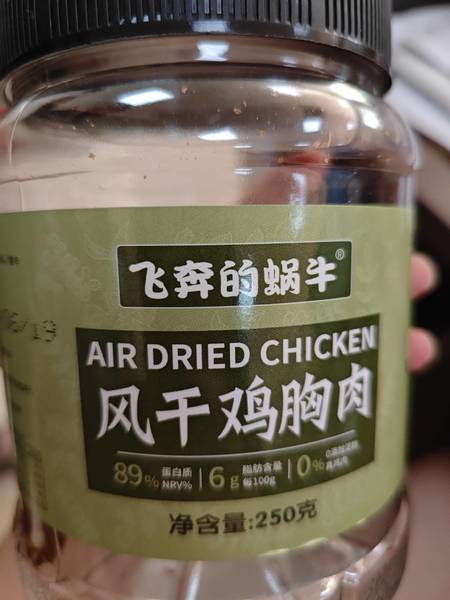 飞奔的蜗牛®
AIR DRIED CHICKEN
风干鸡胸肉
89% 蛋白质 NRV% 6g 脂肪含量 每100g 0%
净含量:250克